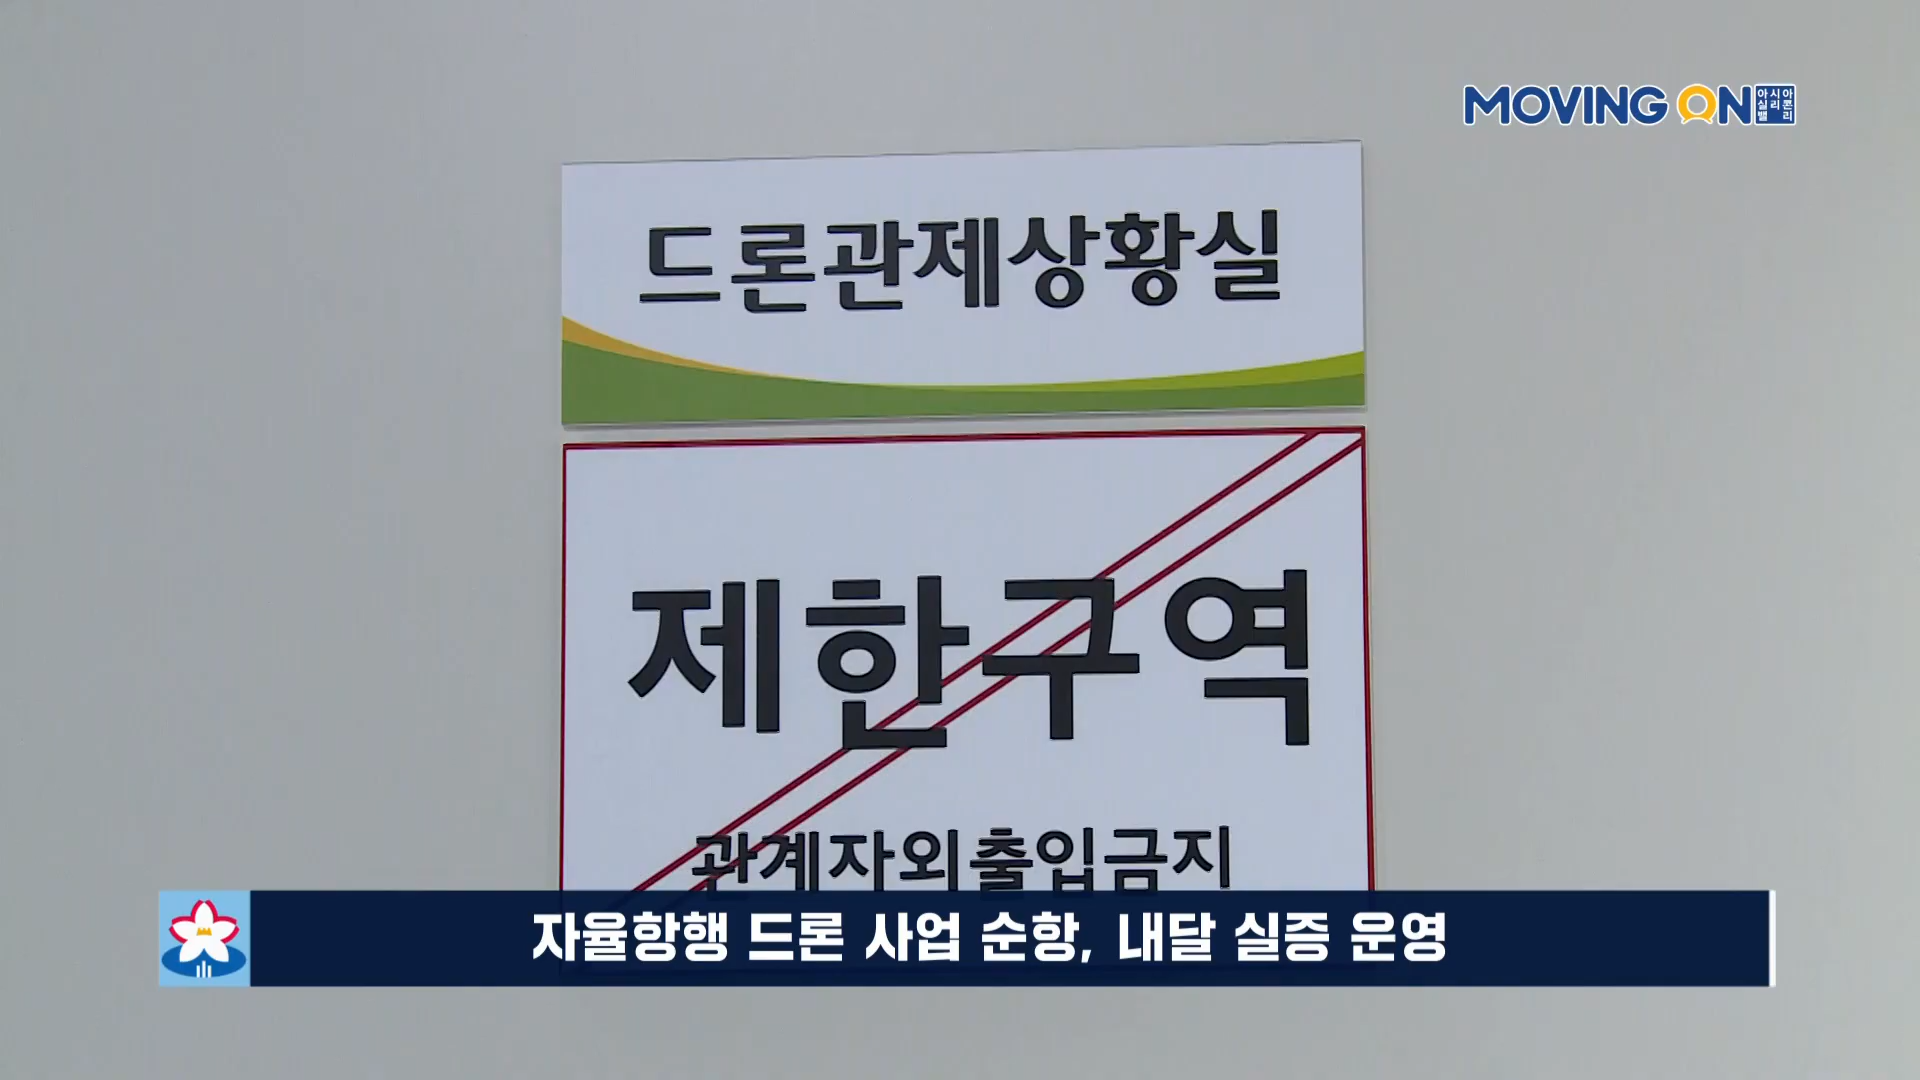 MOVING ON
아시아
실리콘
밸리
드론관제상황실
제한구역
관계자외출입금지
자율항행 드론 사업 순항, 내달 실증 운영